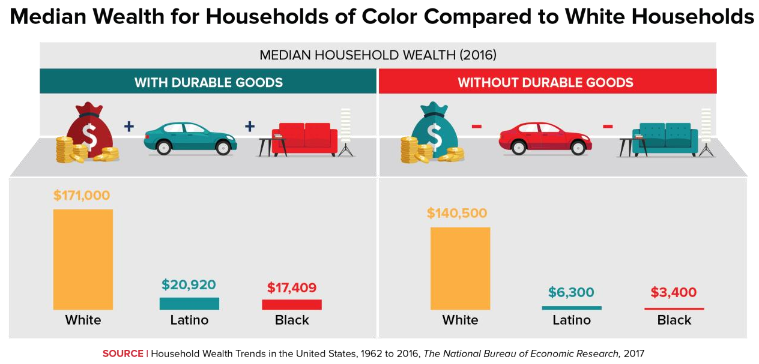 Median Wealth for Households of Color Compared to White Households
MEDIAN HOUSEHOLD WEALTH (2016)
WITH DURABLE GOODS
WITHOUT DURABLE GOODS
$ + +
$ - -
$171,000
$20,920
$17,409
White
Latino
Black
$140,500
$6,300
$3,400
White
Latino
Black
SOURCE | Household Wealth Trends in the United States, 1962 to 2016, The National Bureau of Economic Research, 2017